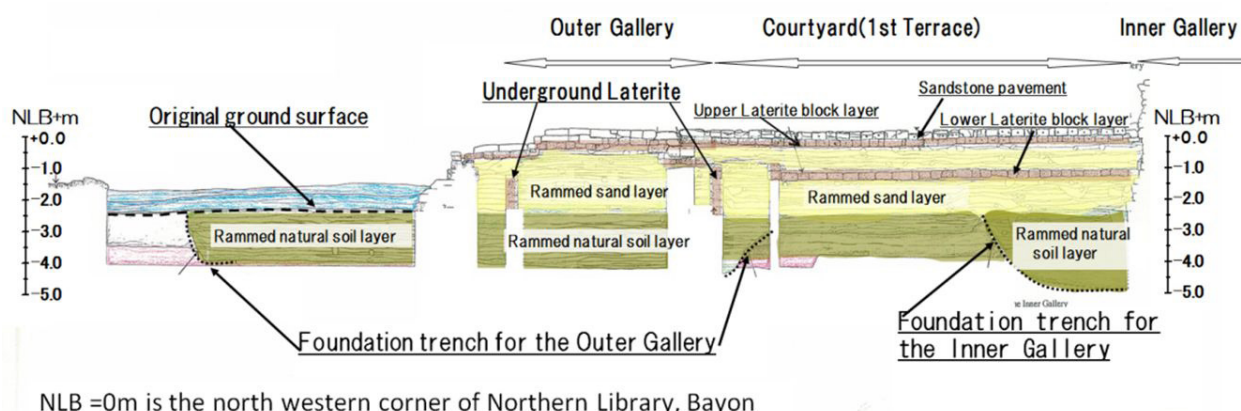 Outer Gallery
Courtyard(1st Terrace)
Inner Gallery
Underground Laterite
Sandstone pavement
NLB+m
Original ground surface
Upper Laterite block layer
Lower Laterite block layer
NLB+m
+0.0
-1.0
-2.0
-3.0
-4.0
-5.0
Rammed sand layer
Rammed sand layer
Rammed natural soil layer
Rammed natural soil layer
Rammed natural
soil layer
+0.0
-1.0
-2.0
-3.0
-4.0
-5.0
he Inner Gallery
Foundation trench for the Outer Gallery
Foundation trench for
the Inner Gallery
NLB =0m is the north western corner of Northern Library, Bayon